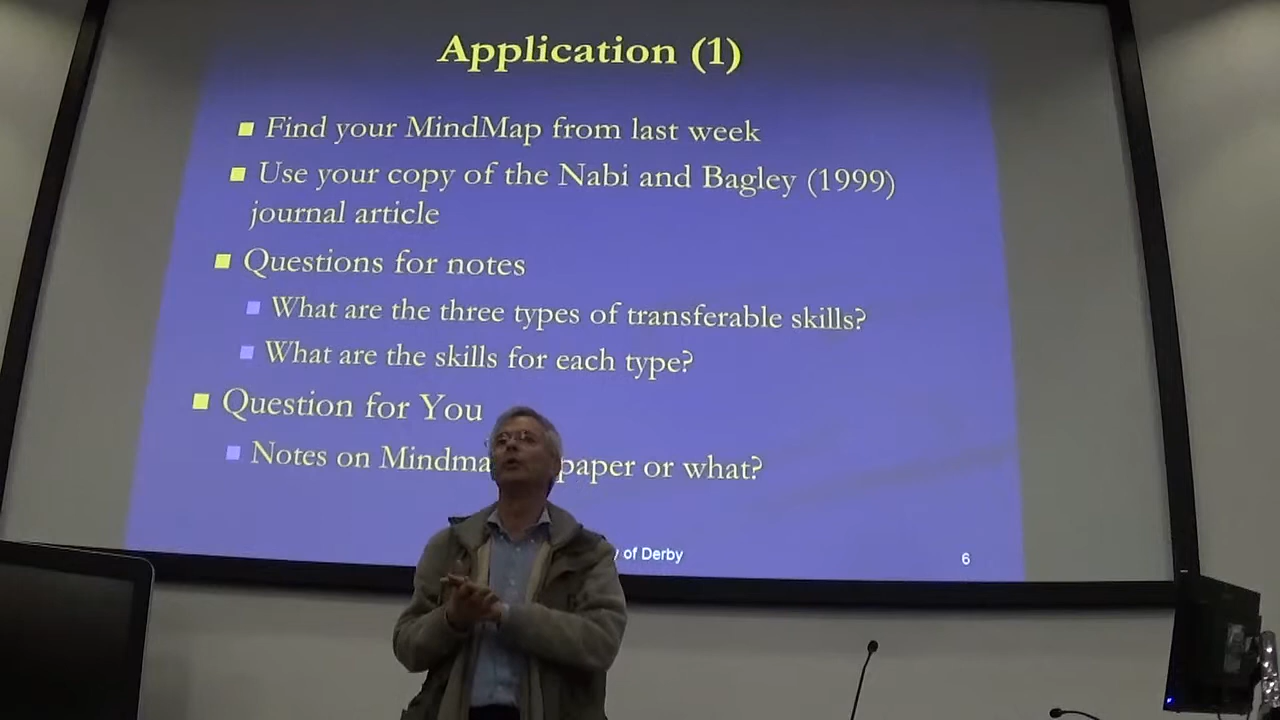 Application (1)
Find your MindMap from last week
Use your copy of the Nabi and Bagley (1999)
journal article
Questions for notes
What are the three types of transferable skills?
What are the skills for each type?
Question for You
Notes on Mindma paper or what?
of Derby
6